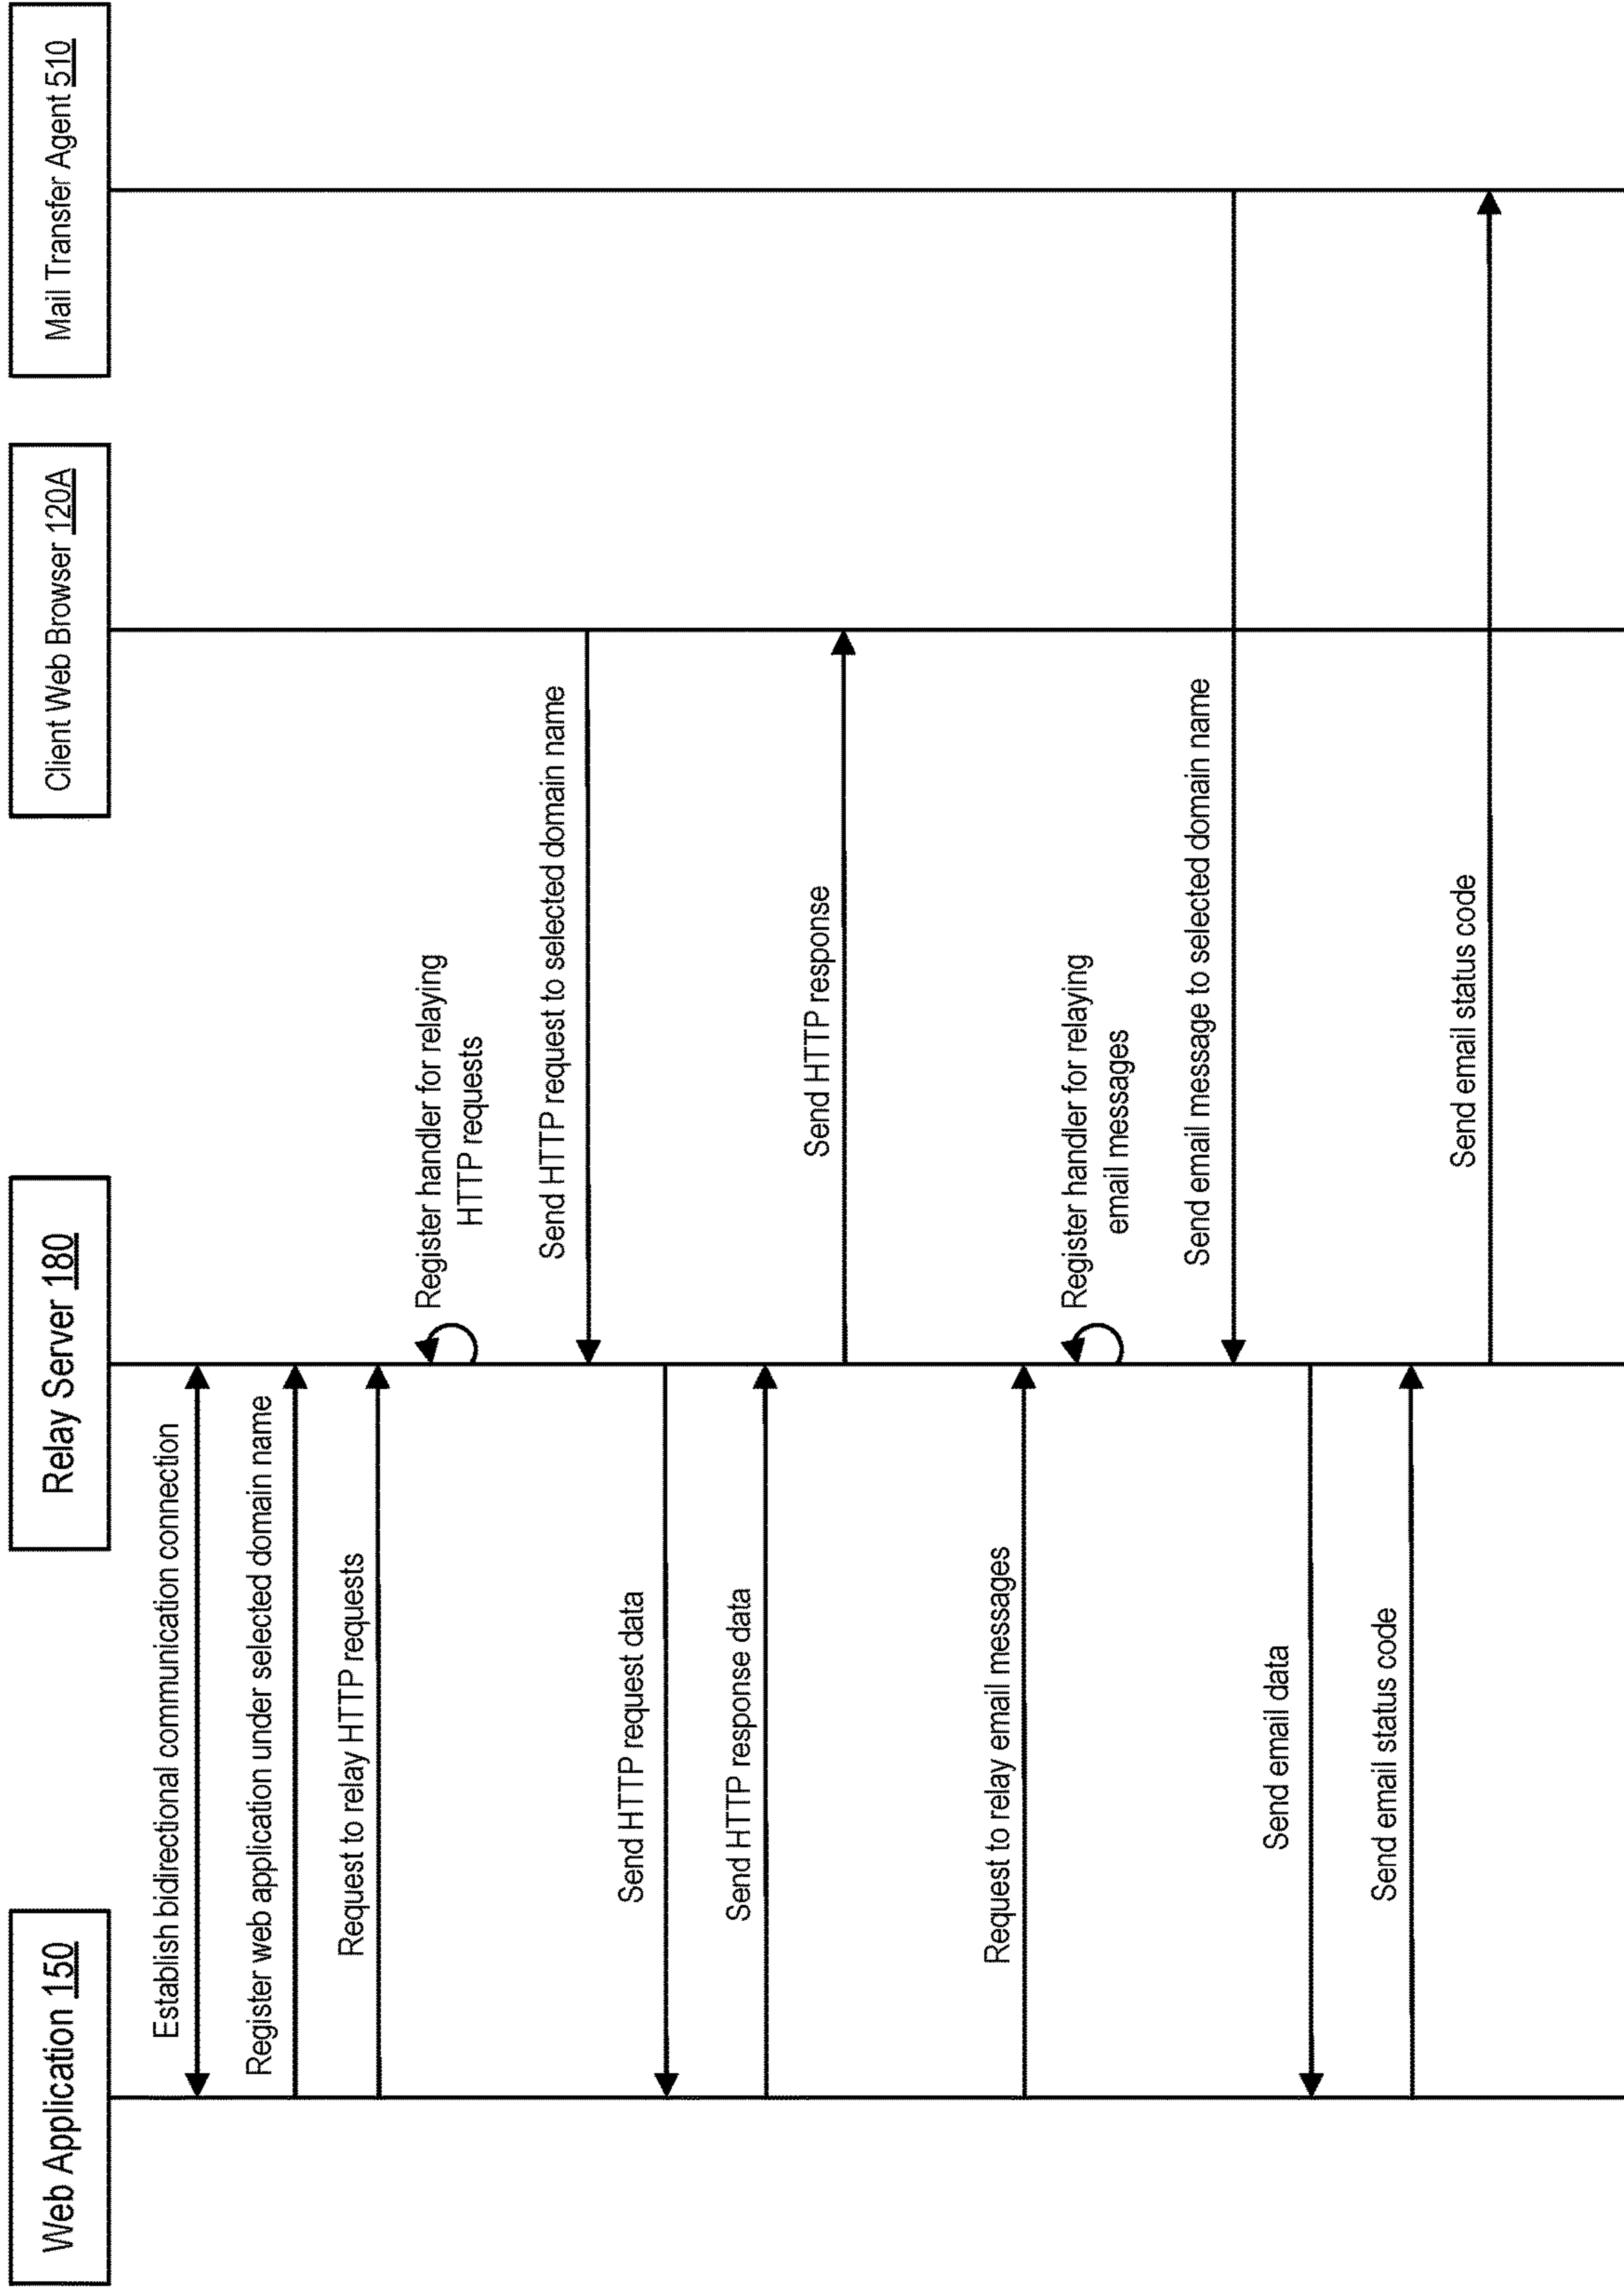 Web Application 150
Relay Server 180
Client Web Browser 120A
Mail Transfer Agent 510
Establish bidirectional communication connection
Register web application under selected domain name
Request to relay HTTP requests
Register handler for relaying
HTTP requests
Send HTTP request to selected domain name
Send HTTP request data
Send HTTP response data
Send HTTP response
Request to relay email messages
Register handler for relaying
email messages
Send email message to selected domain name
Send email data
Send email status code
Send email status code